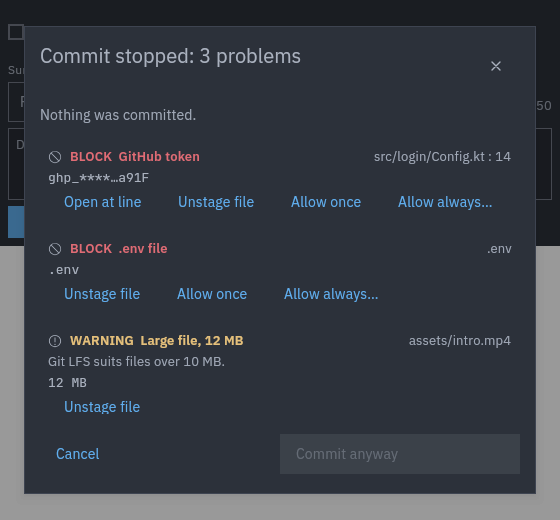 Commit stopped: 3 problems
50
Nothing was committed.
BLOCK GitHub token src/login/Config.kt : 14
ghp_****…a91F
Open at line Unstage file Allow once Allow always...
BLOCK .env file .env
.env
Unstage file Allow once Allow always...
WARNING Large file, 12 MB assets/intro.mp4
Git LFS suits files over 10 MB.
12 MB
Unstage file
Cancel Commit anyway